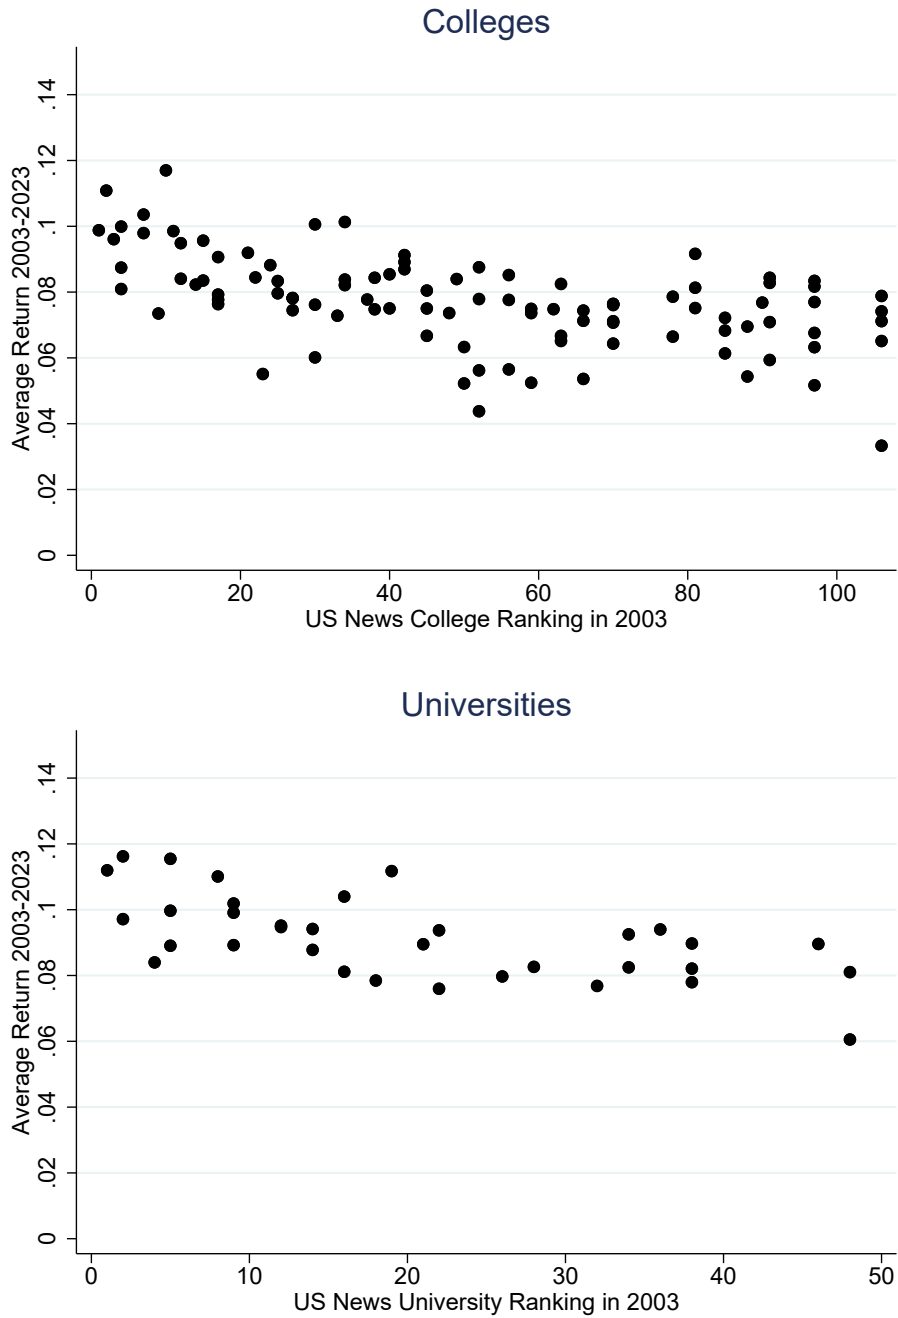 Colleges
Average Return 2003-2023
.14
.12
.1
.08
.06
.04
.02
0
0 20 40 60 80 100
US News College Ranking in 2003
Universities
Average Return 2003-2023
.14
.12
.1
.08
.06
.04
.02
0
0 10 20 30 40 50
US News University Ranking in 2003